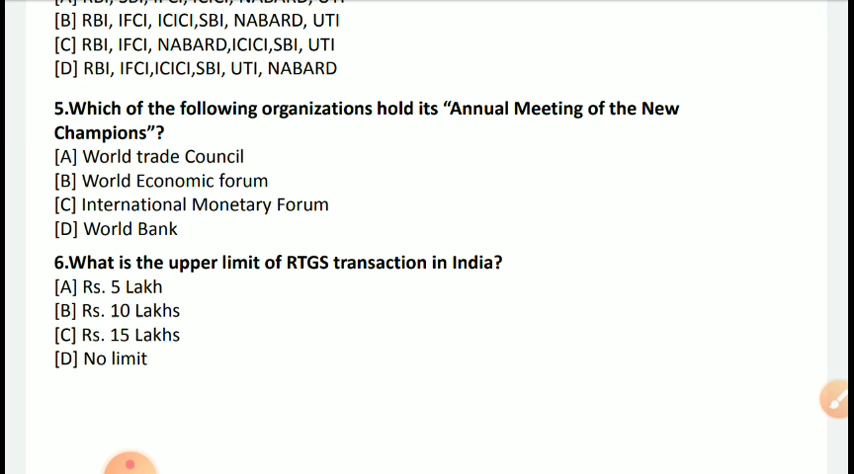 [B] RBI, IFCI, ICICI,SBI, NABARD, UTI
[C] RBI, IFCI, NABARD,ICICI,SBI, UTI
[D] RBI, IFCI,ICICI,SBI, UTI, NABARD
5.Which of the following organizations hold its “Annual Meeting of the New
Champions”?
[A] World trade Council
[B] World Economic forum
[C] International Monetary Forum
[D] World Bank
6.What is the upper limit of RTGS transaction in India?
[A] Rs. 5 Lakh
[B] Rs. 10 Lakhs
[C] Rs. 15 Lakhs
[D] No limit